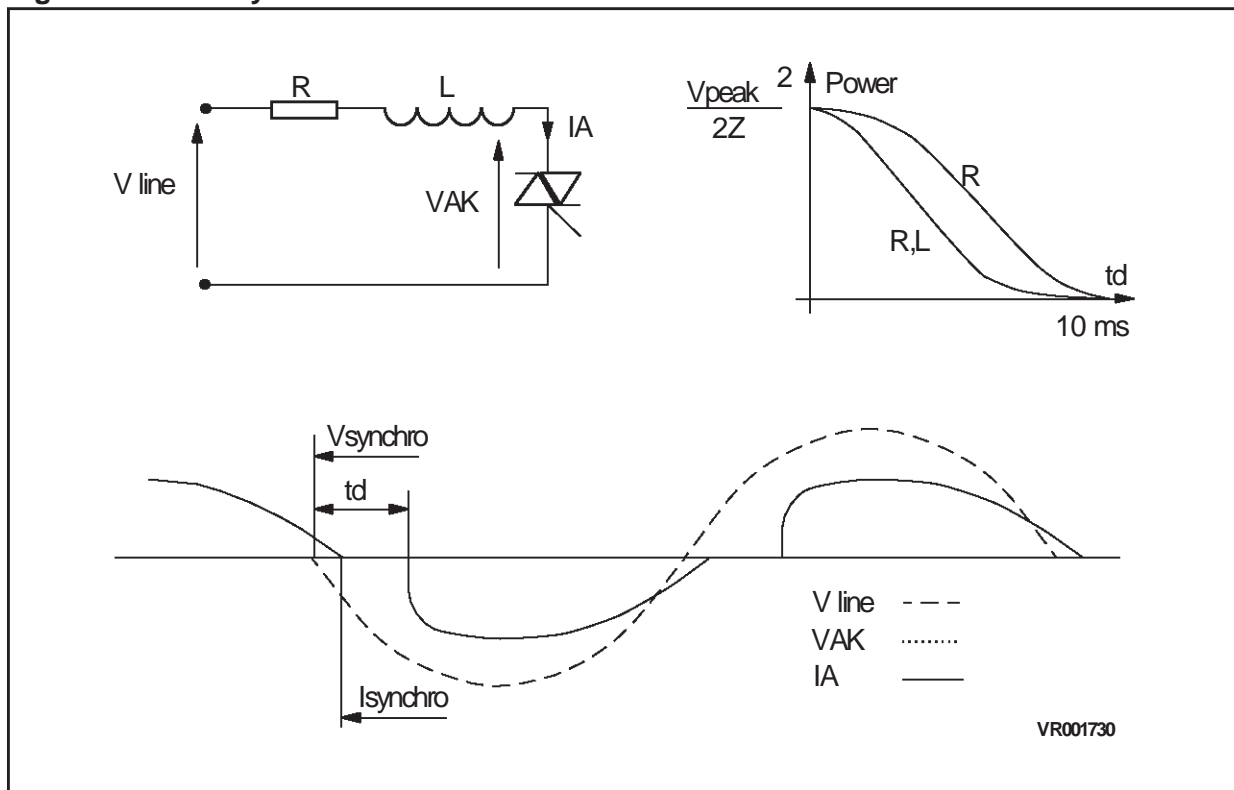 R
L
IA
V line
VAK
Vpeak 2
2Z
Power
R
R,L
td
10 ms
Vsynchro
td
Isynchro
V line
VAK
IA
VR001730